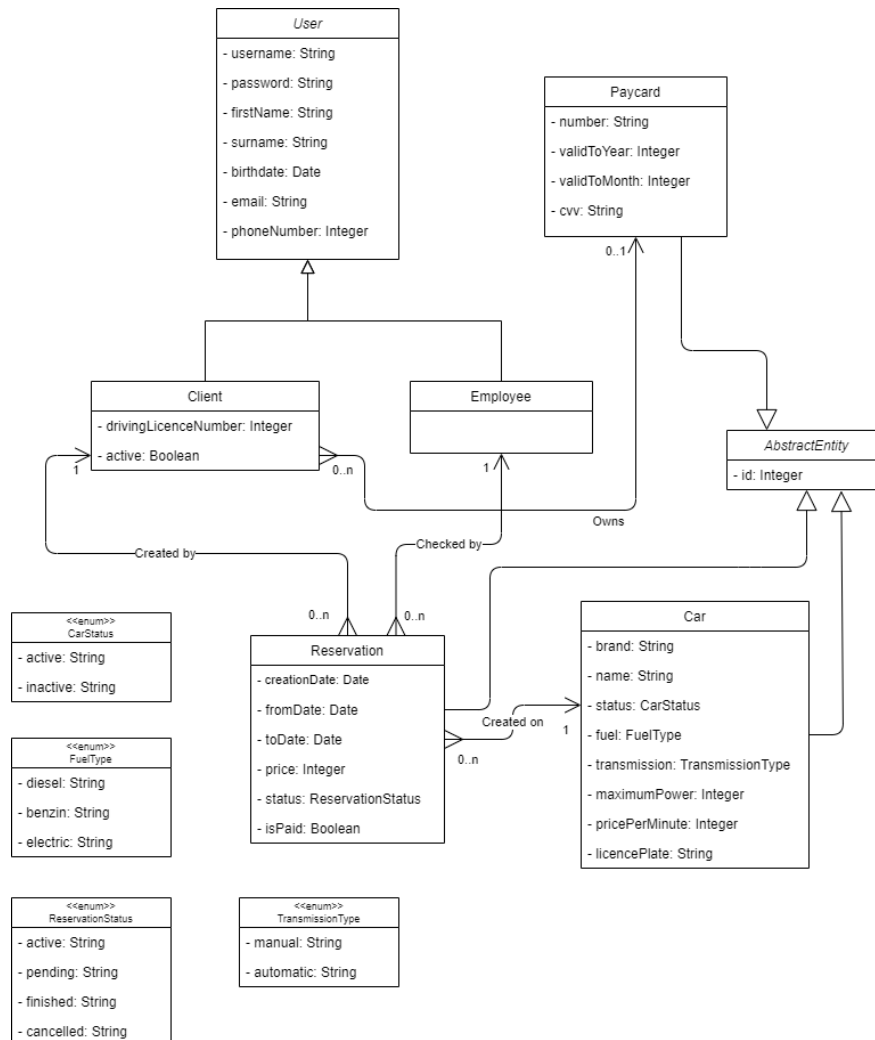 User
- username: String
- password: String
- firstName: String
- surname: String
- birthdate: Date
- email: String
- phoneNumber: Integer
Paycard
- number: String
- validToYear: Integer
- validToMonth: Integer
- cvv: String
0..1
Client
- drivingLicenceNumber: Integer
- active: Boolean
1
0..n
Employee
1
AbstractEntity
- id: Integer
Owns
Created by
Checked by
0..n
0..n
<<enum>>
CarStatus
- active: String
- inactive: String
Reservation
- creationDate: Date
- fromDate: Date
- toDate: Date
- price: Integer
- status: ReservationStatus
- isPaid: Boolean
Created on
0..n
1
Car
- brand: String
- name: String
- status: CarStatus
- fuel: FuelType
- transmission: TransmissionType
- maximumPower: Integer
- pricePerMinute: Integer
- licencePlate: String
<<enum>>
FuelType
- diesel: String
- benzin: String
- electric: String
<<enum>>
ReservationStatus
- active: String
- pending: String
- finished: String
- cancelled: String
<<enum>>
TransmissionType
- manual: String
- automatic: String